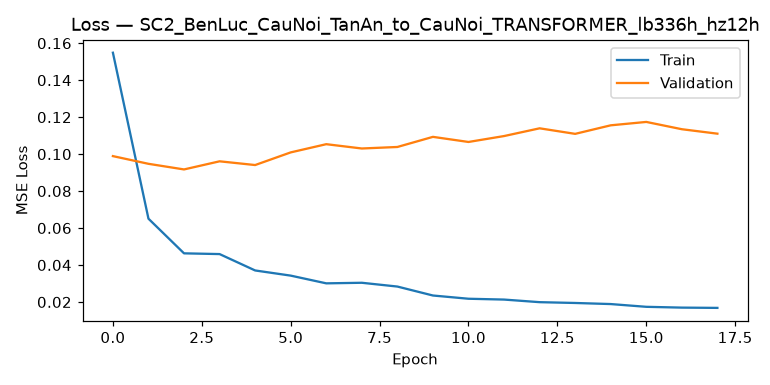 Loss — SC2_BenLuc_CauNoi_TanAn_to_CauNoi_TRANSFORMER_lb336h_hz12h
Train
Validation
MSE Loss
0.16
0.14
0.12
0.10
0.08
0.06
0.04
0.02
0.0 2.5 5.0 7.5 10.0 12.5 15.0 17.5
Epoch